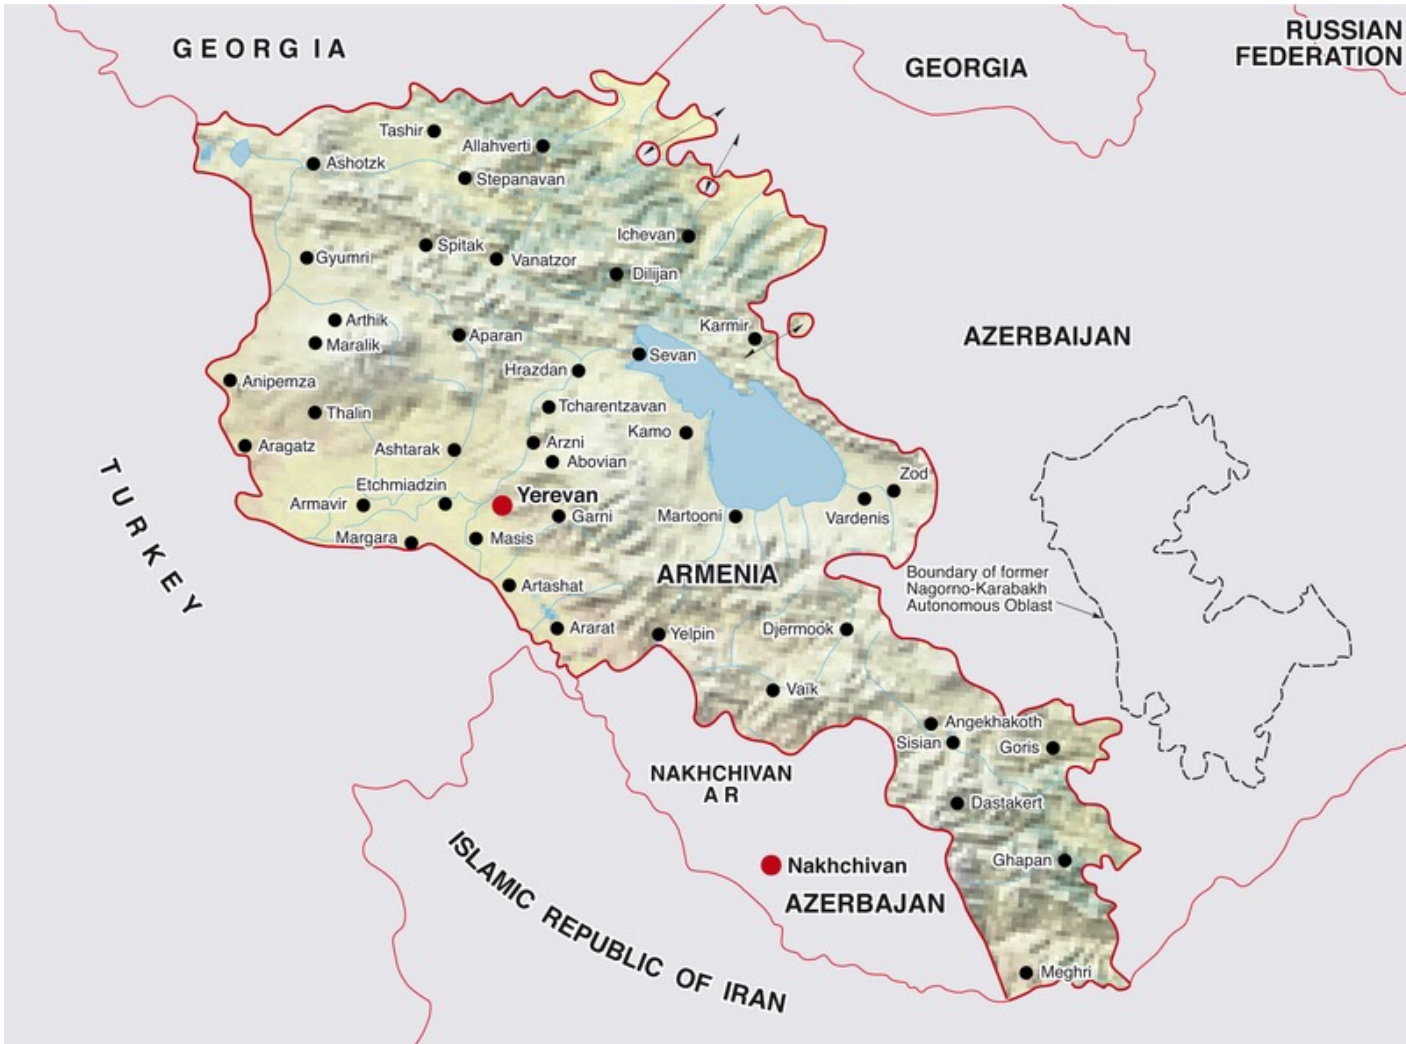 GEORGIA
RUSSIAN
FEDERATION
GEORGIA
Tashir
Allahverti
Ashotzk
Stepanavan
Ichevan
Spitak
Gyumri
Vanatzor
Dilijan
Arthik
Karmir
Aparan
AZERBAIJAN
Maralik
Sevan
Hrazdan
Anipemza
Tcharentzavan
Thalin
Kamo
Arzni
Aragatz
Ashtarak
Abovian
Zod
Etchmiadzin
Yerevan
Armavir
Garni
Martooni
Vardenis
Margara
Masis
TURKEY
ARMENIA
Boundary of former
Nagorno-Karabakh
Autonomous Oblast
Artashat
Ararat
Yelpin
Djermook
Vaïk
Angekhakoth
Sisian
Goris
NAKHCHIVAN
A R
Dastakert
Ghapan
Nakhchivan
AZERBAJAN
ISLAMIC REPUBLIC OF IRAN
Meghri